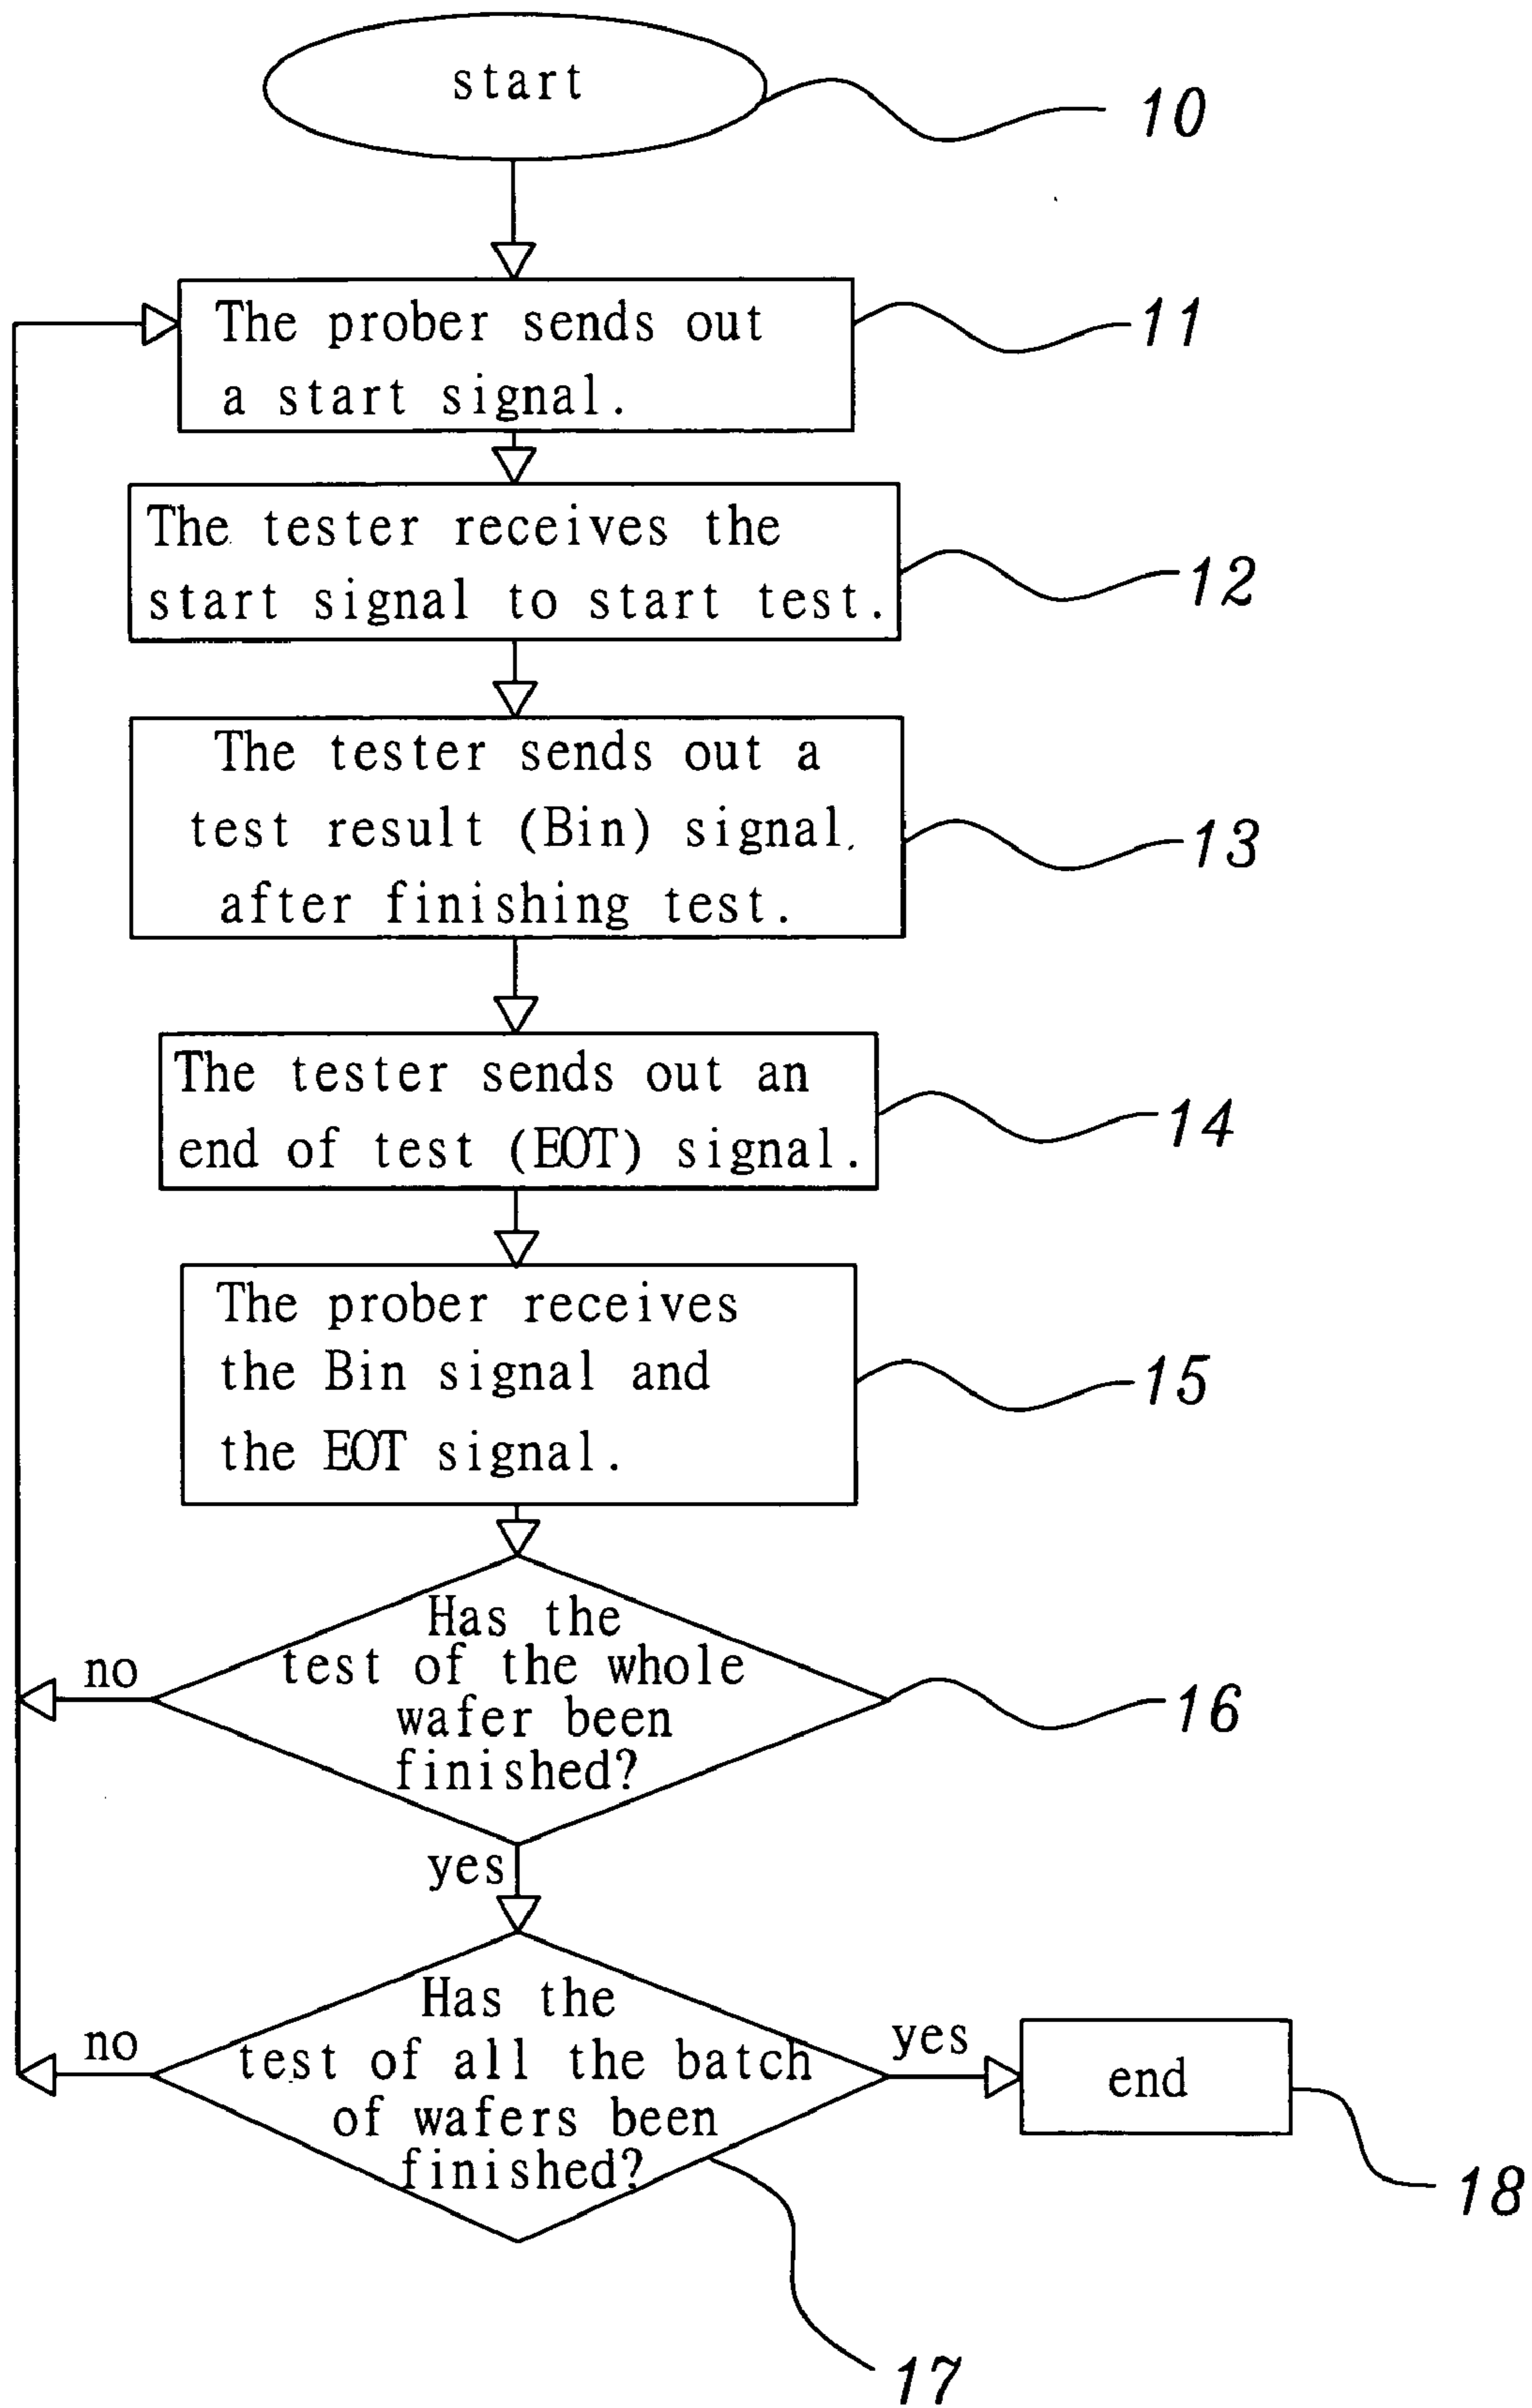 start
10
The prober sends out
a start signal.
11
The tester receives the
start signal to start test.
12
The tester sends out a
test result (Bin) signal
after finishing test.
13
The tester sends out an
end of test (EOT) signal.
14
The prober receives
the Bin signal and
the EOT signal.
15
Has the
test of the whole
wafer been
finished?
no
16
yes
Has the
test of all the batch
of wafers been
finished?
no
yes
end
18
17